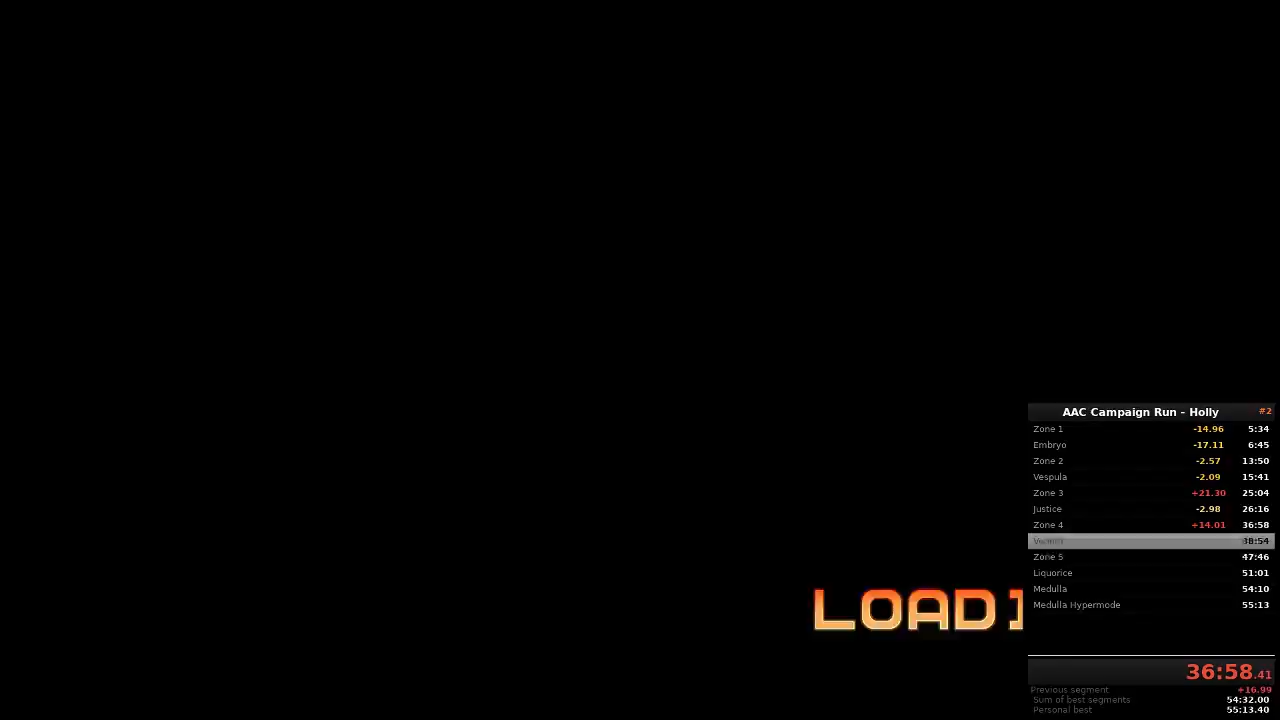 AAC Campaign Run - Holly #2
Zone 1 -14.96 5:34
Embryo -17.11 6:45
Zone 2 -2.57 13:50
Vespula -2.09 15:41
Zone 3 +21.30 25:04
Justice -2.98 26:16
Zone 4 +14.01 36:58
38:54
Zone 5 47:46
Liquorice 51:01
Medulla 54:10
Medulla Hypermode 55:13
LOADI
36:58.41
Previous segment +16.99
Sum of best segments 54:32.00
Personal best 55:13.40